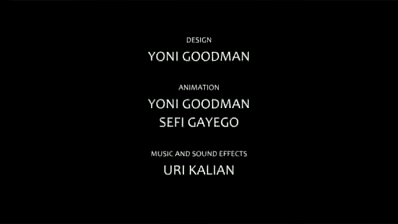 DESIGN
YONI GOODMAN
ANIMATION
YONI GOODMAN
SEFI GAYEGO
MUSIC AND SOUND EFFECTS
URI KALIAN